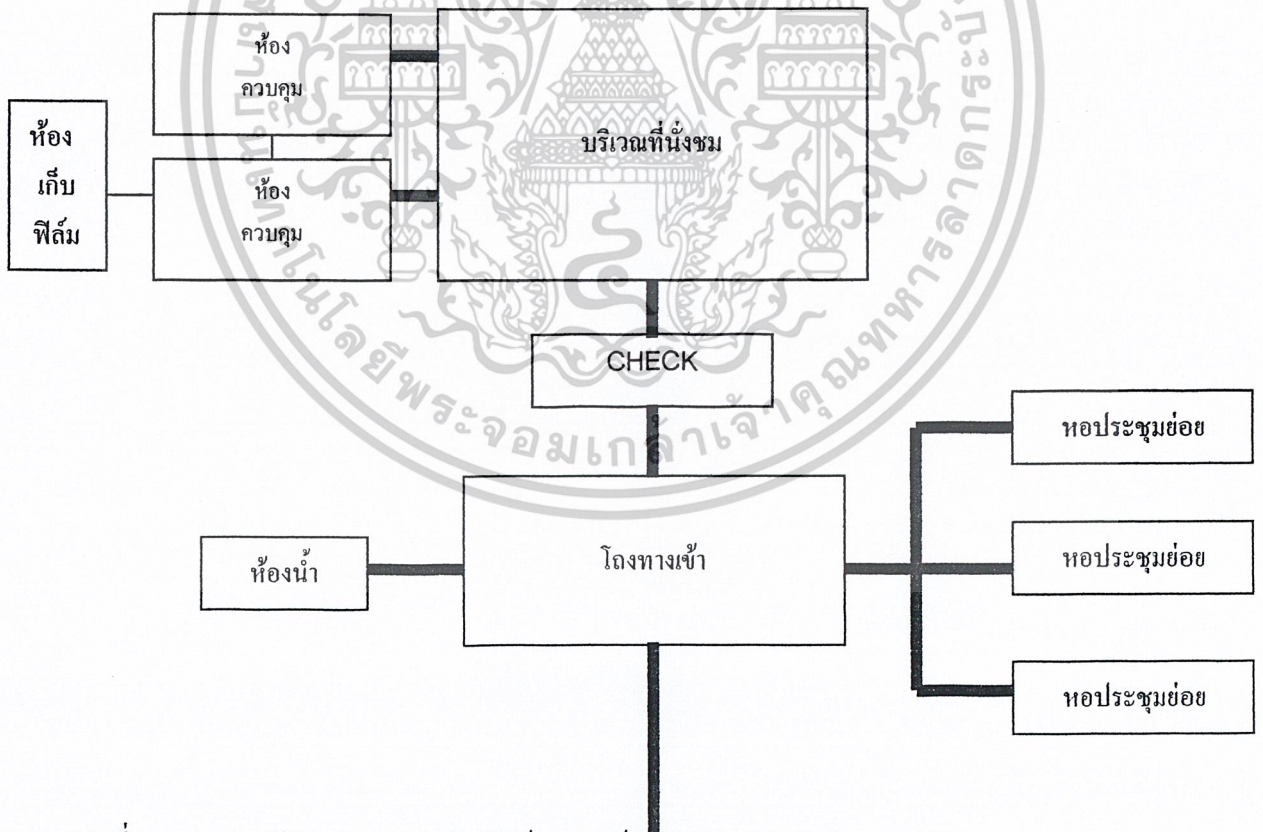 ห้อง
ควบคุม
ห้อง
เก็บ
ฟิล์ม
ห้อง
ควบคุม
บริเวณที่นั่งชม
CHECK
หอประชุมย่อย
ห้องน้ำ
โถงทางเข้า
หอประชุมย่อย
หอประชุมย่อย